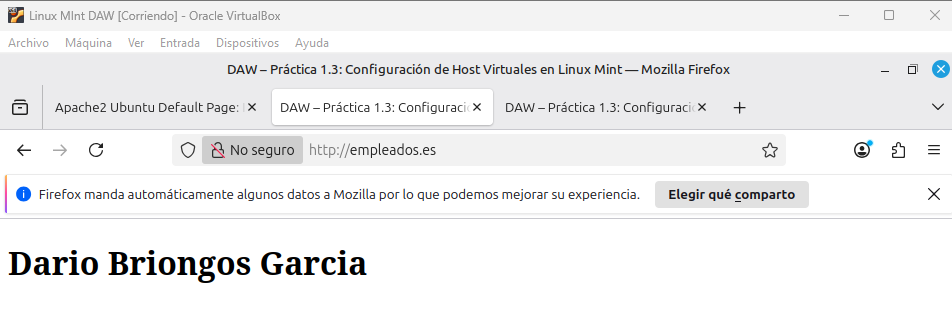 Linux MInt DAW [Corriendo] - Oracle VirtualBox
Archivo Máquina Ver Entrada Dispositivos Ayuda
DAW – Práctica 1.3: Configuración de Host Virtuales en Linux Mint — Mozilla Firefox
Apache2 Ubuntu Default Page: DAW – Práctica 1.3: Configuraci DAW – Práctica 1.3: Configuraci
No seguro http://empleados.es
Firefox manda automáticamente algunos datos a Mozilla por lo que podemos mejorar su experiencia. Elegir qué comparto
Dario Briongos Garcia